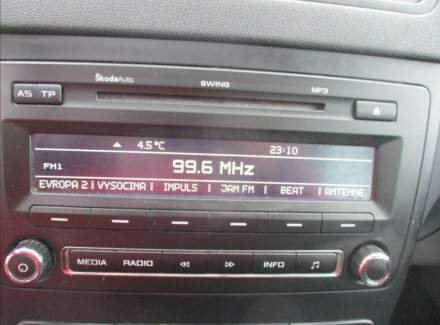 ŠkodaAuto SWING MP3
AS TP
4.5°C 23:10
FM1 99.6 MHz
EVROPA 2 VYSOCINA IMPULS JAM FM BEAT ANTENNE
MEDIA RADIO INFO